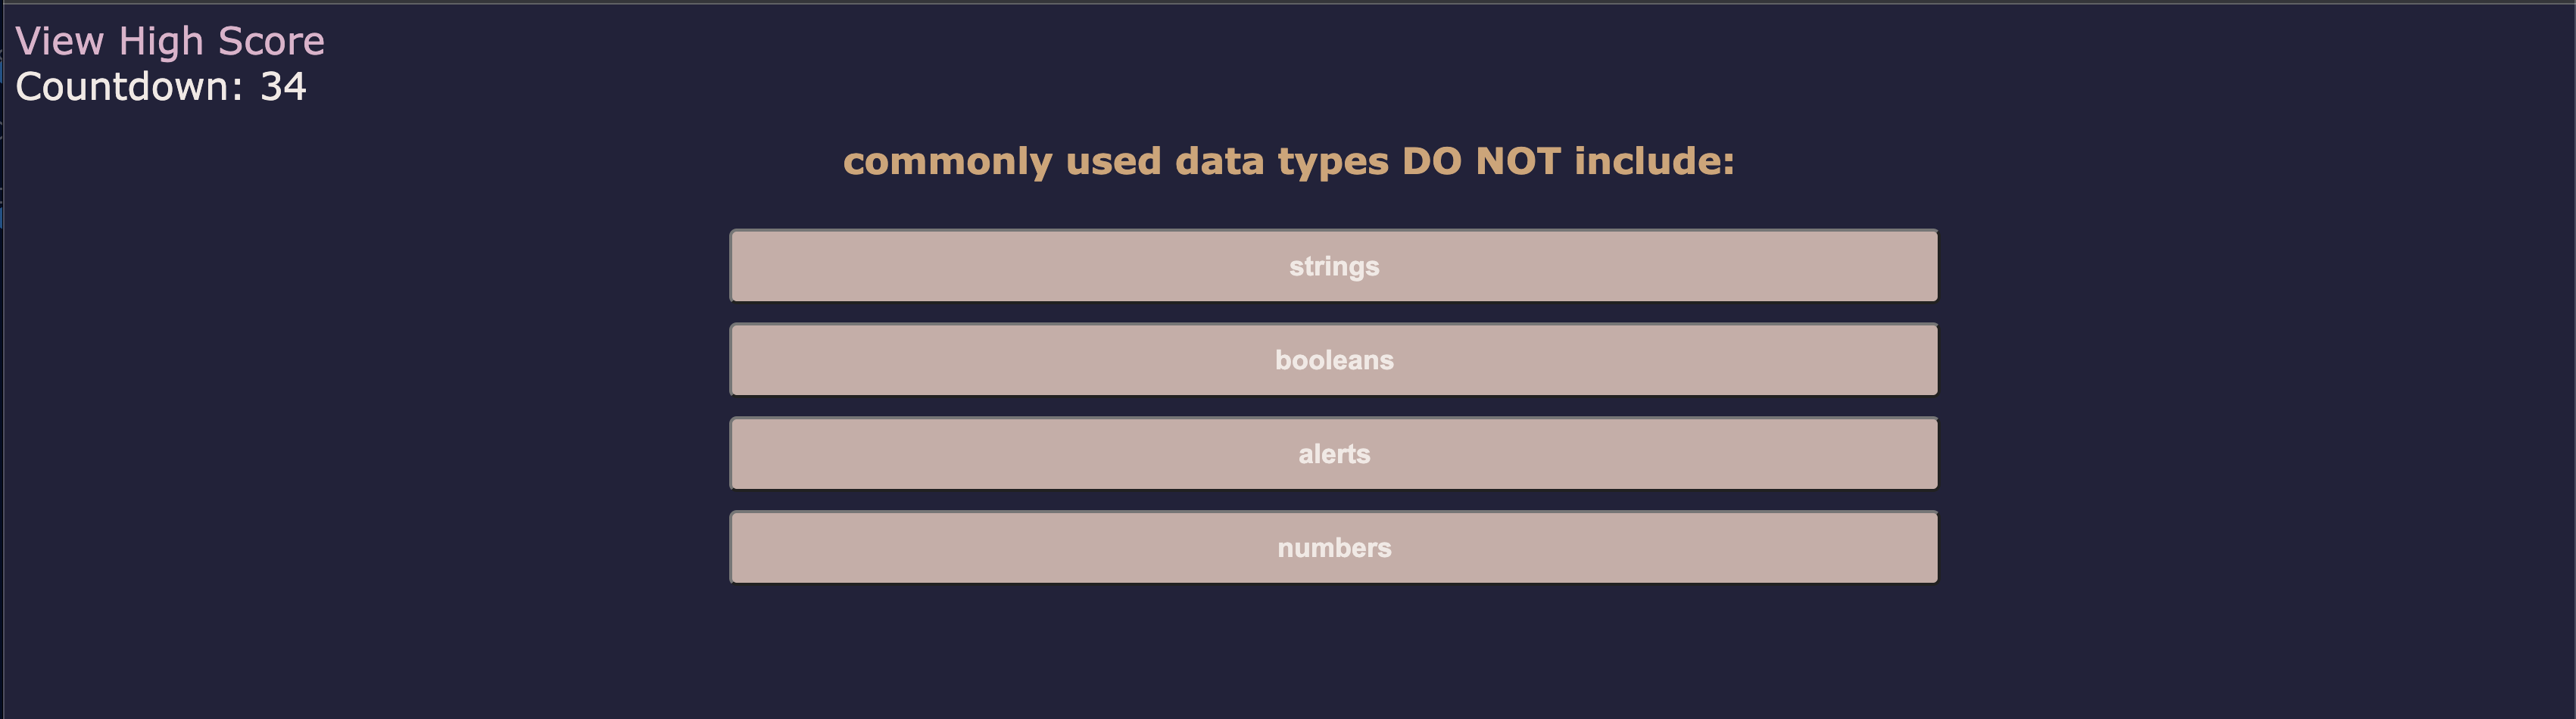 View High Score
Countdown: 34
commonly used data types DO NOT include:
strings
booleans
alerts
numbers